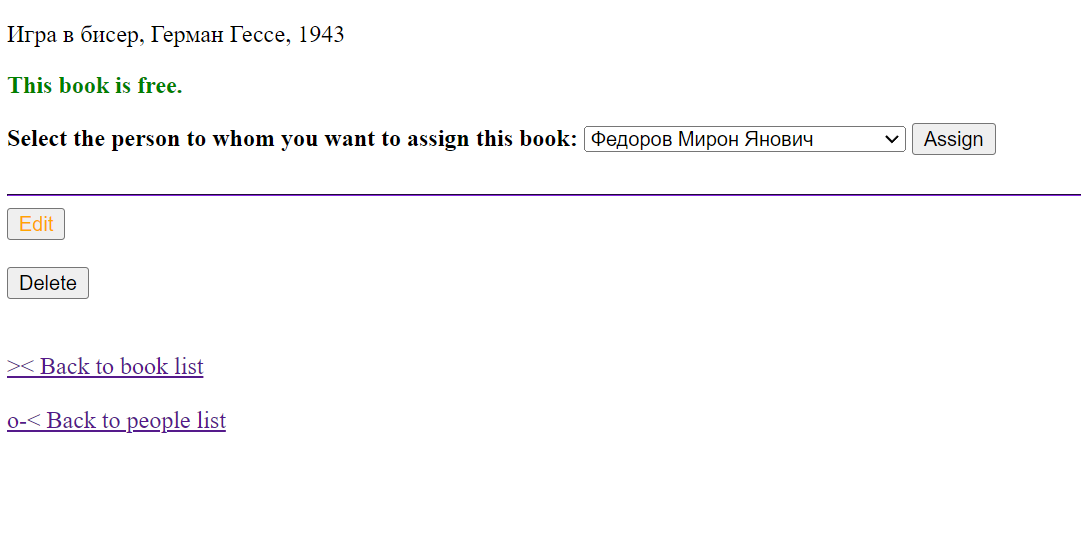 Игра в бисер, Герман Гессе, 1943
This book is free.
Select the person to whom you want to assign this book: Федоров Мирон Янович Assign
Edit
Delete
>< Back to book list
o-< Back to people list